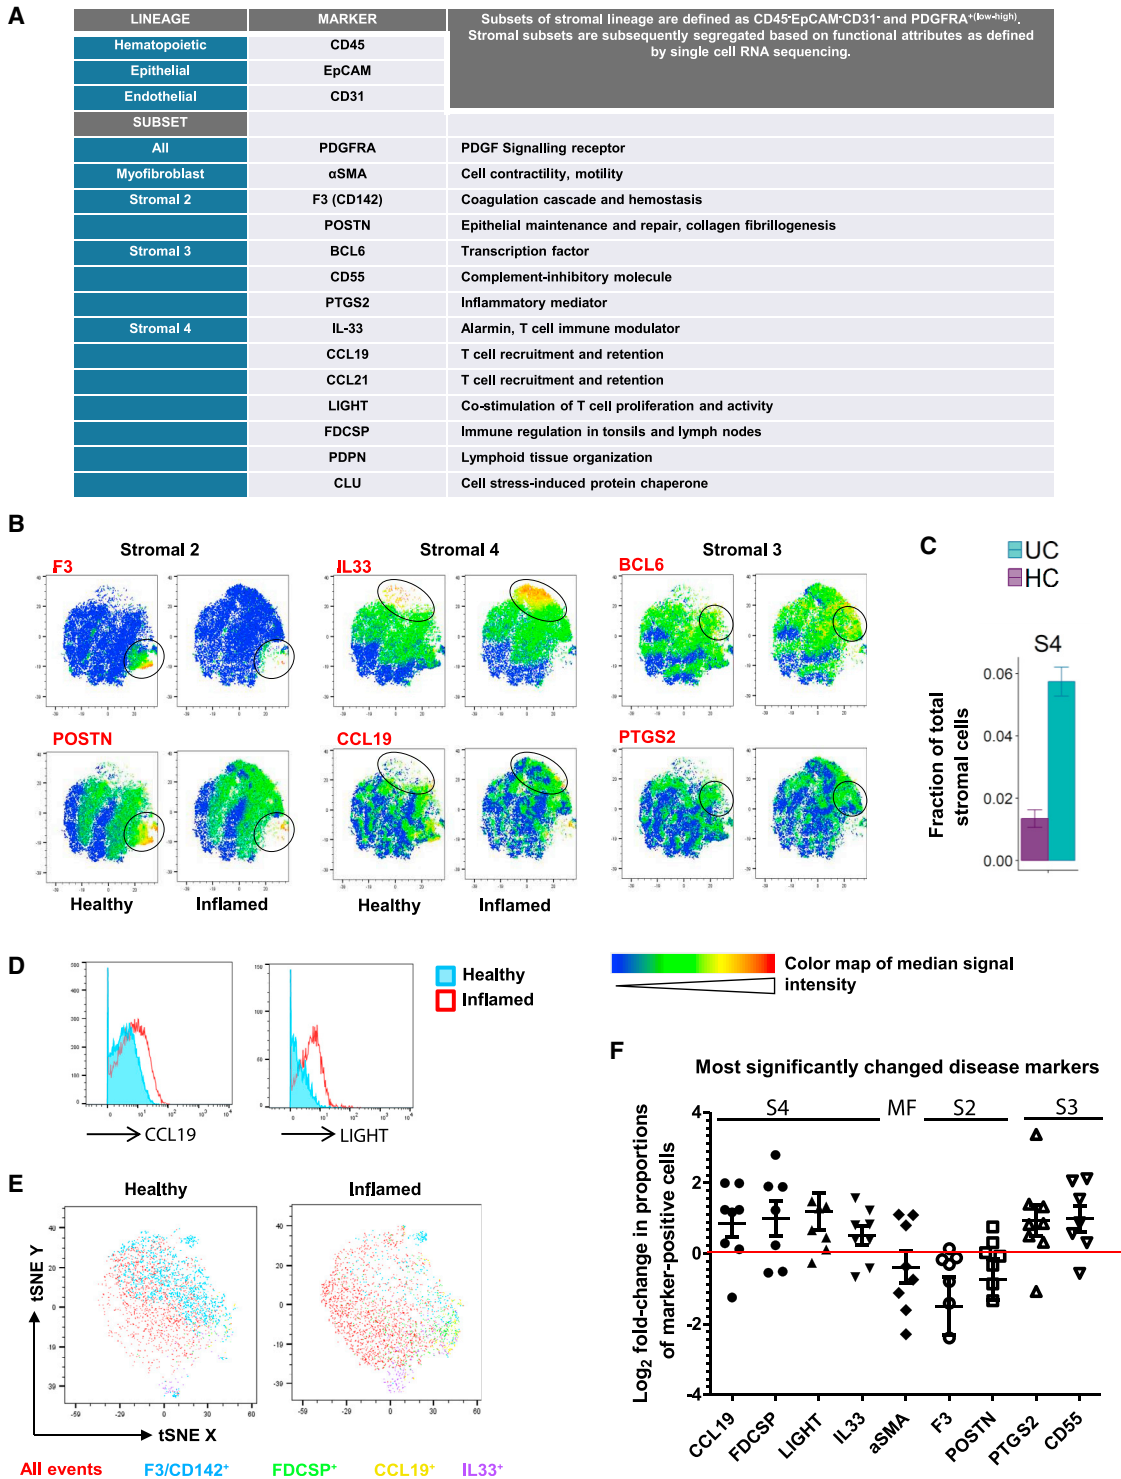 A
LINEAGE MARKER Subsets of stromal lineage are defined as CD45-EpCAM-CD31- and PDGFRA+(low-high).
Stromal subsets are subsequently segregated based on functional attributes as defined
by single cell RNA sequencing.
Hematopoietic CD45
Epithelial EpCAM
Endothelial CD31
SUBSET
All PDGFRA PDGF Signalling receptor
Myofibroblast αSMA Cell contractility, motility
Stromal 2 F3 (CD142) Coagulation cascade and hemostasis
POSTN Epithelial maintenance and repair, collagen fibrillogenesis
Stromal 3 BCL6 Transcription factor
CD55 Complement-inhibitory molecule
PTGS2 Inflammatory mediator
Stromal 4 IL-33 Alarmin, T cell immune modulator
CCL19 T cell recruitment and retention
CCL21 T cell recruitment and retention
LIGHT Co-stimulation of T cell proliferation and activity
FDCSP Immune regulation in tonsils and lymph nodes
PDPN Lymphoid tissue organization
CLU Cell stress-induced protein chaperone
B
Stromal 2 Stromal 4 Stromal 3
F3 IL33 BCL6
POSTN CCL19 PTGS2
Healthy Inflamed Healthy Inflamed
C
UC
HC
S4
Fraction of total
stromal cells
0.06
0.04
0.02
0.00
Color map of median signal
intensity
D
Healthy
Inflamed
CCL19 LIGHT
E
Healthy Inflamed
tSNE Y
tSNE X
-59 -29 0 30 60
-59 -29 0 30 60
All events F3/CD142+ FDCSP+ CCL19+ IL33+
F
Most significantly changed disease markers
S4 MF S2 S3
Log2 fold-change in proportions
of marker-positive cells
4
2
0
-2
-4
CCL19 FDCSP LIGHT IL33 aSMA F3 POSTN PTGS2 CD55